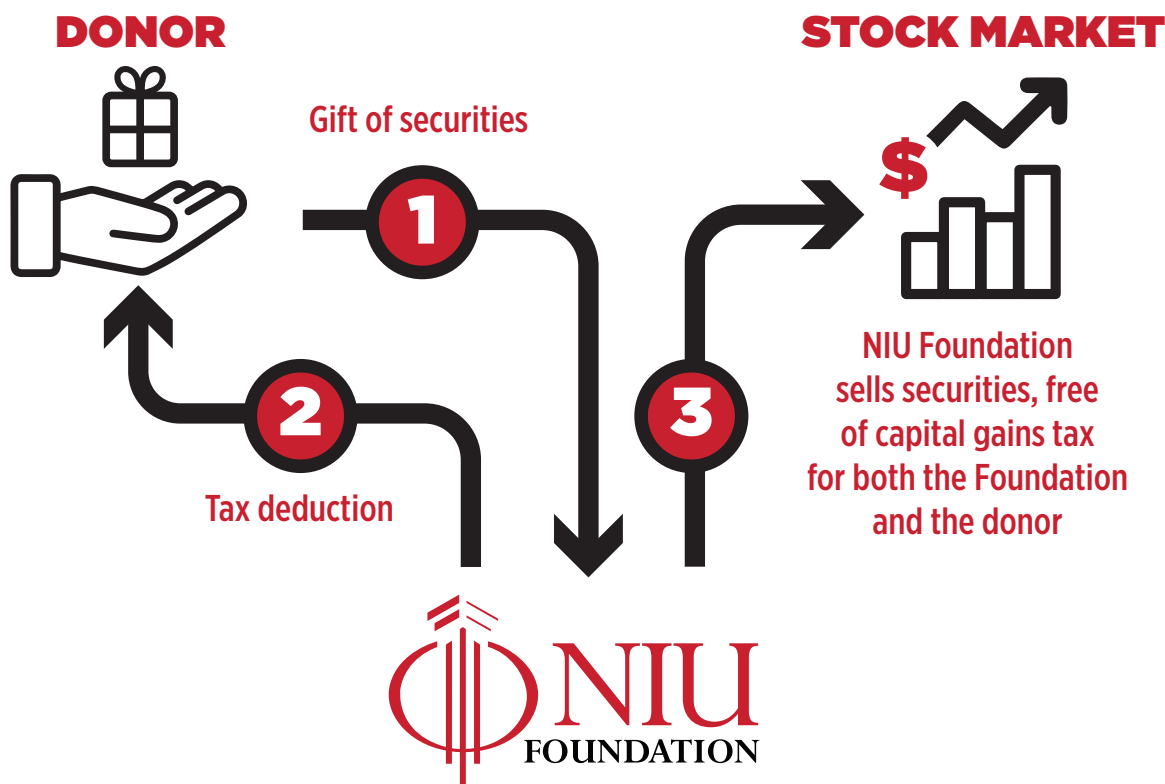 DONOR
STOCK MARKET
Gift of securities
1
$
2
3
Tax deduction
NIU Foundation
sells securities, free
of capital gains tax
for both the Foundation
and the donor
NIU
FOUNDATION